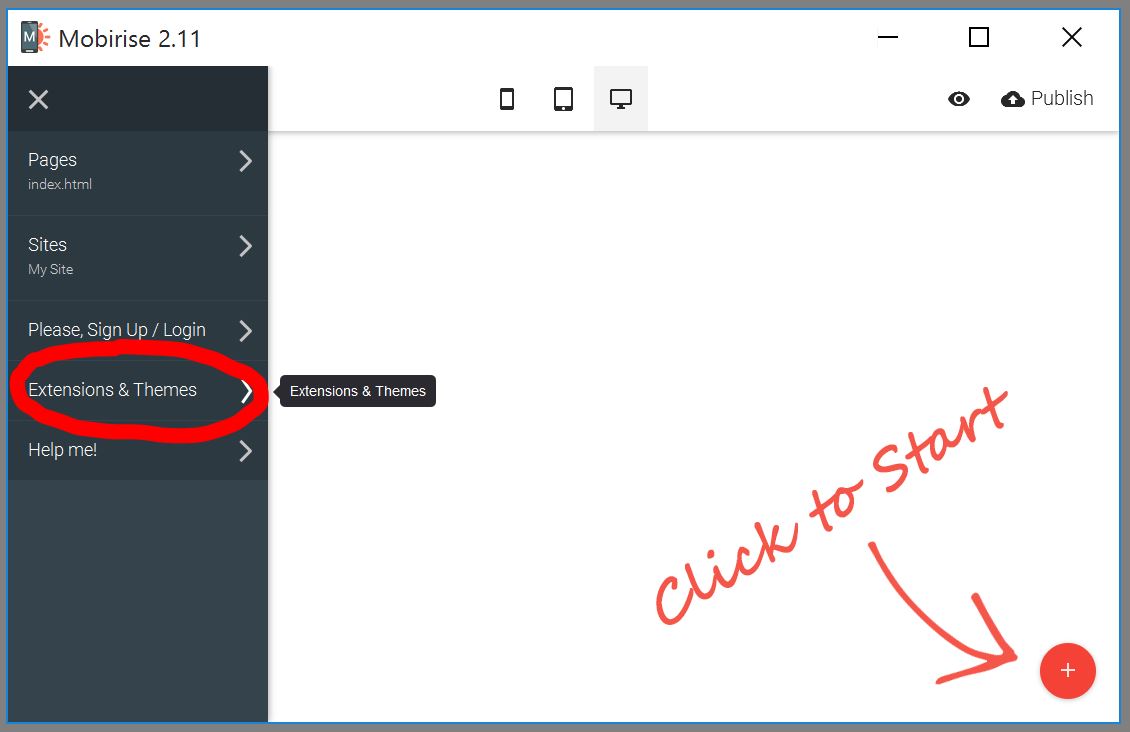 M
Mobirise 2.11
Publish
Pages
index.html
Sites
My Site
Please, Sign Up / Login
Extensions & Themes
Extensions & Themes
Help me!
Click to Start